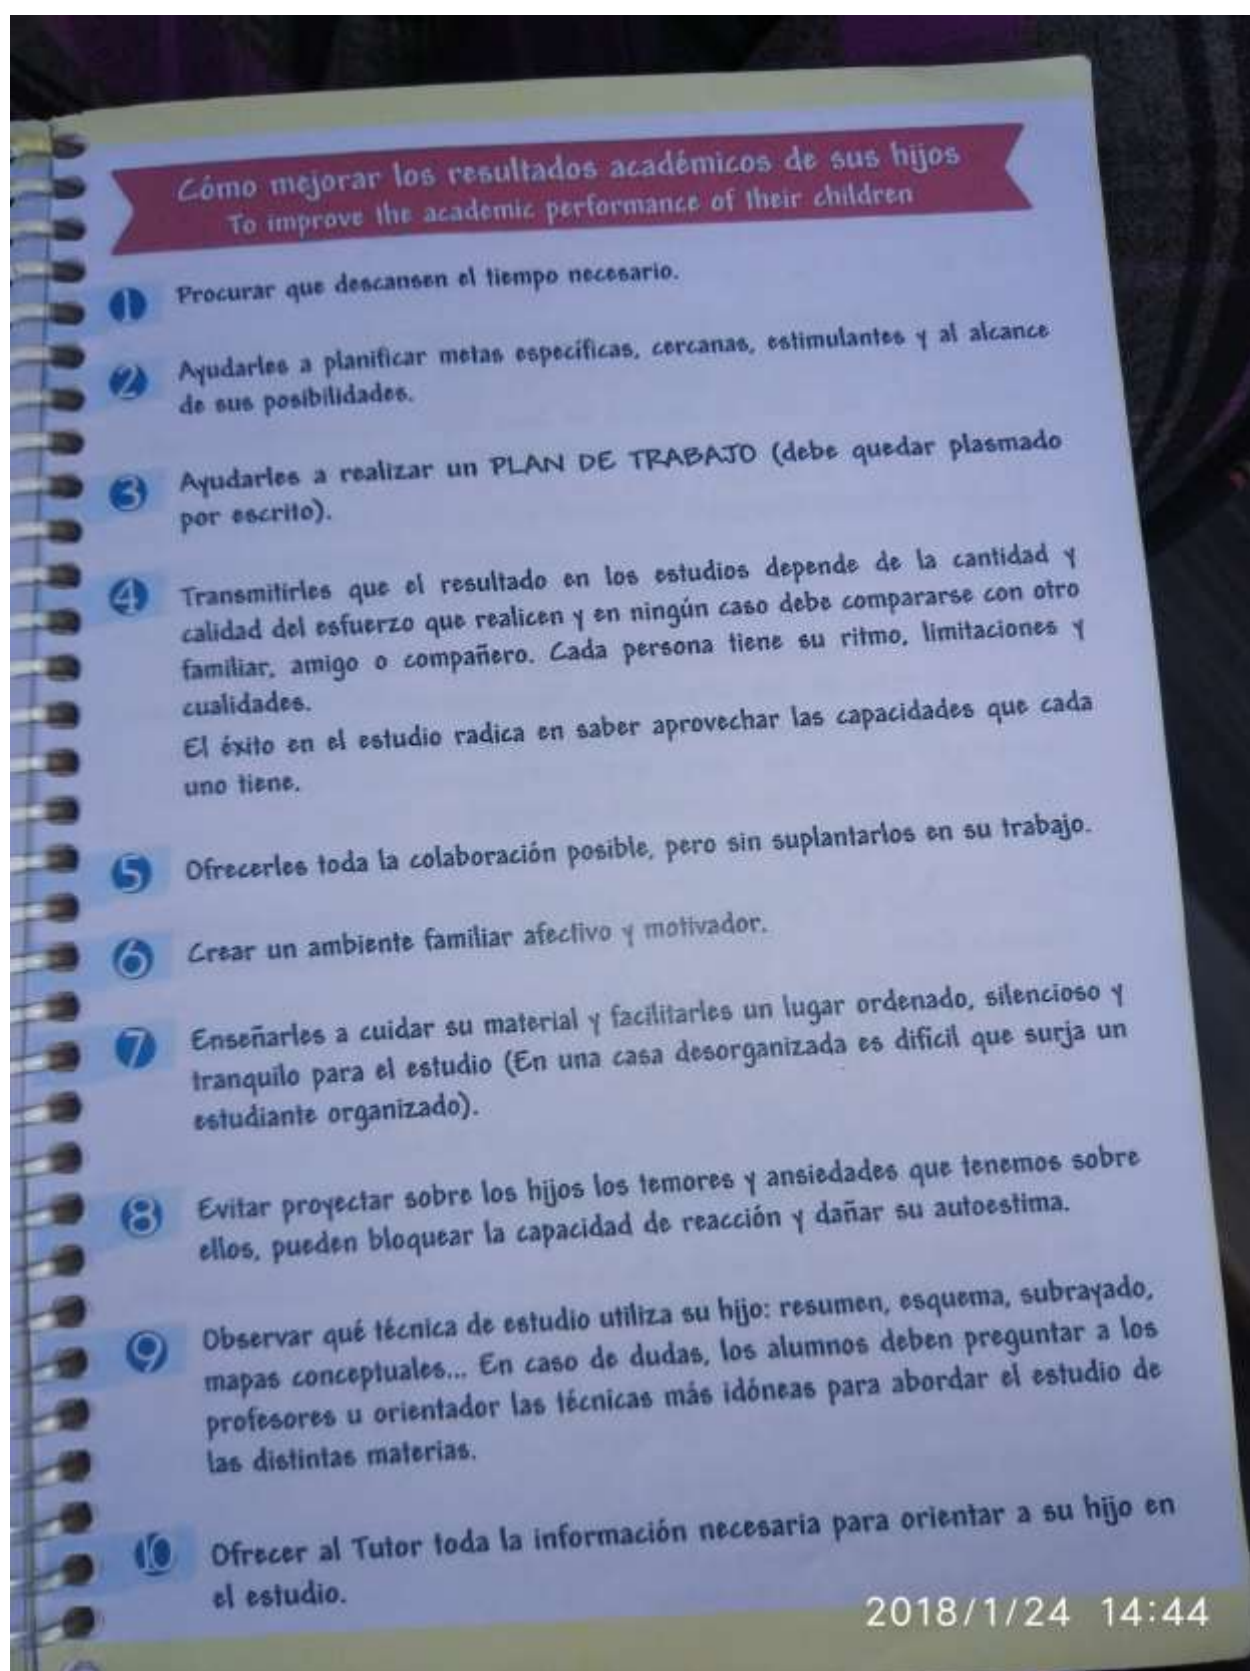 Cómo mejorar los resultados académicos de sus hijos
To improve the academic performance of their children
1 Procurar que descansen el tiempo necesario.
2 Ayudarles a planificar metas específicas, cercanas, estimulantes y al alcance
de sus posibilidades.
3 Ayudarles a realizar un PLAN DE TRABAJO (debe quedar plasmado
por escrito).
4 Transmitirles que el resultado en los estudios depende de la cantidad y
calidad del esfuerzo que realicen y en ningún caso debe compararse con otro
familiar, amigo o compañero. Cada persona tiene su ritmo, limitaciones y
cualidades.
El éxito en el estudio radica en saber aprovechar las capacidades que cada
uno tiene.
5 Ofrecerles toda la colaboración posible, pero sin suplantarlos en su trabajo.
6 Crear un ambiente familiar afectivo y motivador.
7 Enseñarles a cuidar su material y facilitarles un lugar ordenado, silencioso y
tranquilo para el estudio (En una casa desorganizada es difícil que surja un
estudiante organizado).
8 Evitar proyectar sobre los hijos los temores y ansiedades que tenemos sobre
ellos, pueden bloquear la capacidad de reacción y dañar su autoestima.
9 Observar qué técnica de estudio utiliza su hijo: resumen, esquema, subrayado,
mapas conceptuales... En caso de dudas, los alumnos deben preguntar a los
profesores u orientador las técnicas más idóneas para abordar el estudio de
las distintas materias.
10 Ofrecer al Tutor toda la información necesaria para orientar a su hijo en
el estudio.
2018/1/24 14:44